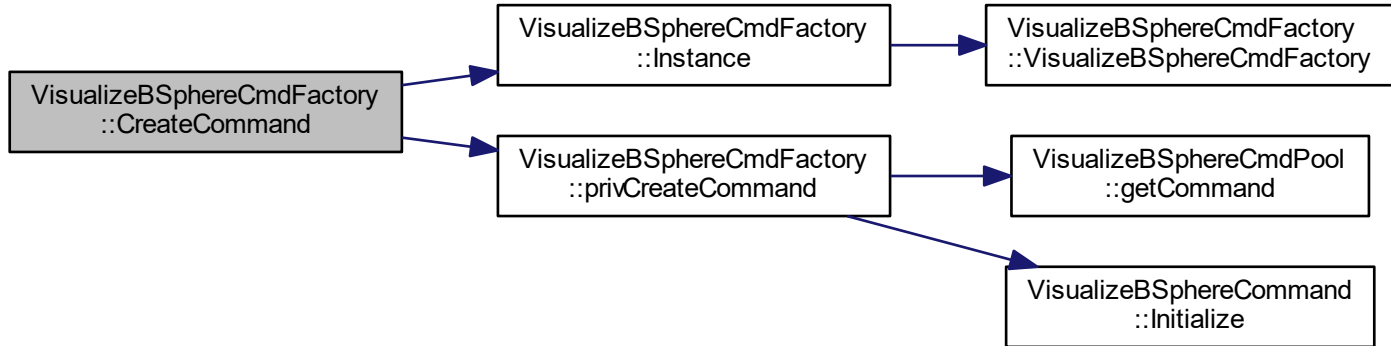 VisualizeBSphereCmdFactory
::CreateCommand
VisualizeBSphereCmdFactory
::Instance
VisualizeBSphereCmdFactory
::VisualizeBSphereCmdFactory
VisualizeBSphereCmdFactory
::privCreateCommand
VisualizeBSphereCmdPool
::getCommand
VisualizeBSphereCommand
::Initialize